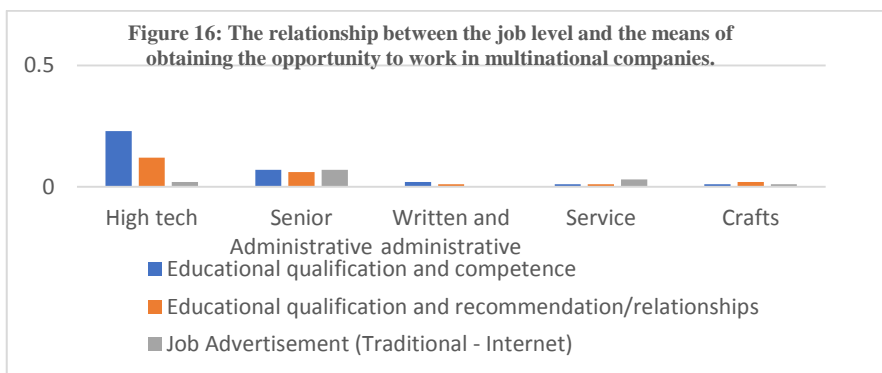 Figure 16: The relationship between the job level and the means of
obtaining the opportunity to work in multinational companies.
0.5
0
High tech
Senior
Administrative
Written and
administrative
Service
Crafts
Educational qualification and competence
Educational qualification and recommendation/relationships
Job Advertisement (Traditional - Internet)